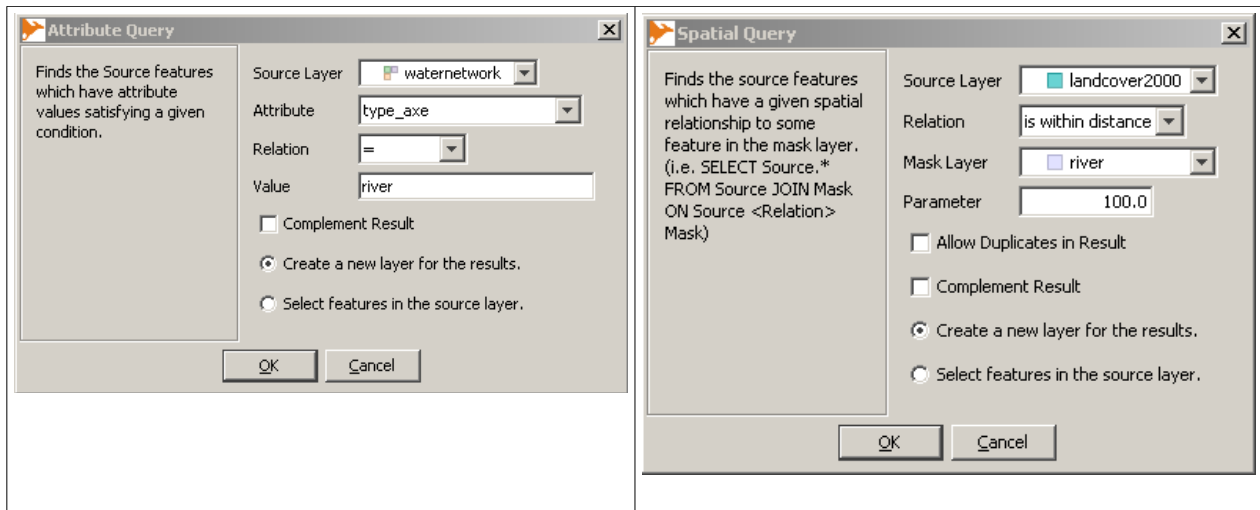 Attribute Query
Finds the Source features
which have attribute
values satisfying a given
condition.
Source Layer waternetwork
Attribute type_axe
Relation =
Value river
Complement Result
Create a new layer for the results.
Select features in the source layer.
OK Cancel
Spatial Query
Finds the source features
which have a given spatial
relationship to some
feature in the mask layer.
(i.e. SELECT Source.*
FROM Source JOIN Mask
ON Source <Relation>
Mask)
Source Layer landcover2000
Relation is within distance
Mask Layer river
Parameter 100.0
Allow Duplicates in Result
Complement Result
Create a new layer for the results.
Select features in the source layer.
OK Cancel